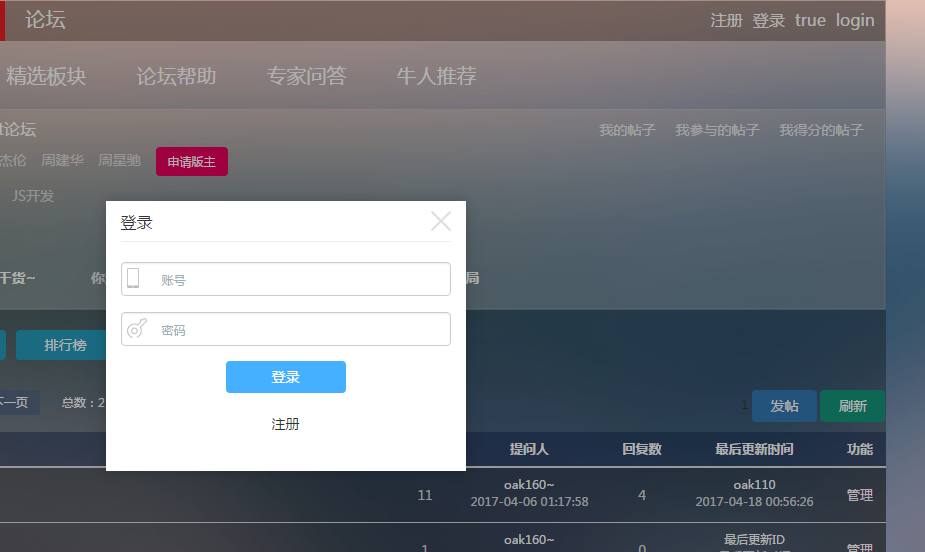 论坛 注册 登录 true login
精选板块 论坛帮助 专家问答 牛人推荐
论坛 我的帖子 我参与的帖子 我得分的帖子
杰伦 周建华 周星驰 申请版主
JS开发
登录
干货~ 你 局
账号
密码
排行榜
登录
下一页 总数：2 1 发帖 刷新
注册
提问人 回复数 最后更新时间 功能
11 oak160~ 4 oak110 管理
2017-04-06 01:17:58 2017-04-18 00:56:26
1 oak160~ 0 最后更新ID 管理